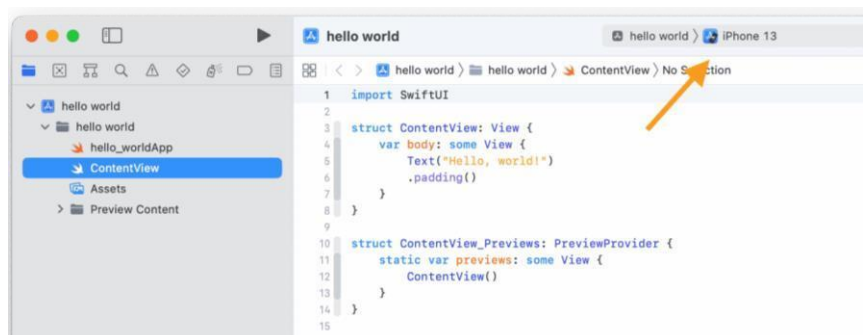 hello world
hello world 〉 iPhone 13
hello world 〉 hello world 〉 ContentView 〉 No Selection
hello world
hello world
hello_worldApp
ContentView
Assets
Preview Content
1 import SwiftUI
2
3 struct ContentView: View {
4 var body: some View {
5 Text("Hello, world!")
6 .padding()
7 }
8 }
9
10 struct ContentView_Previews: PreviewProvider {
11 static var previews: some View {
12 ContentView()
13 }
14 }
15